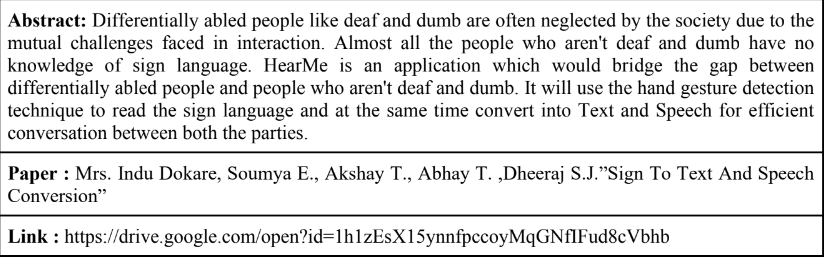 Abstract: Differentially abled people like deaf and dumb are often neglected by the society due to the
mutual challenges faced in interaction. Almost all the people who aren't deaf and dumb have no
knowledge of sign language. HearMe is an application which would bridge the gap between
differentially abled people and people who aren't deaf and dumb. It will use the hand gesture detection
technique to read the sign language and at the same time convert into Text and Speech for efficient
conversation between both the parties.
Paper : Mrs. Indu Dokare, Soumya E., Akshay T., Abhay T. ,Dheeraj S.J.”Sign To Text And Speech
Conversion”
Link : https://drive.google.com/open?id=1h1zEsX15ynnfpccoyMqGNfIFud8cVbhb